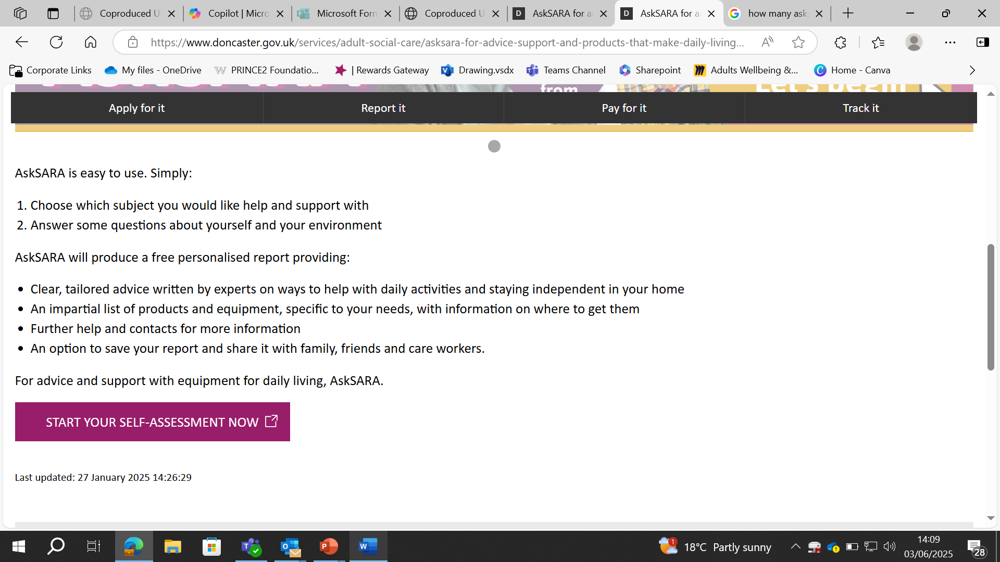 Coproduced U
Copilot | Micro
Microsoft Form
Coproduced U
AskSARA for a
AskSARA for a
how many ask
https://www.doncaster.gov.uk/services/adult-social-care/asksara-for-advice-support-and-products-that-make-daily-living...
Corporate Links
My files - OneDrive
PRINCE2 Foundatio...
| Rewards Gateway
Drawing.vsdx
Teams Channel
Sharepoint
Adults Wellbeing &...
Home - Canva
from
Let's begin
Apply for it
Report it
Pay for it
Track it
AskSARA is easy to use. Simply:
1. Choose which subject you would like help and support with
2. Answer some questions about yourself and your environment
AskSARA will produce a free personalised report providing:
• Clear, tailored advice written by experts on ways to help with daily activities and staying independent in your home
• An impartial list of products and equipment, specific to your needs, with information on where to get them
• Further help and contacts for more information
• An option to save your report and share it with family, friends and care workers.
For advice and support with equipment for daily living, AskSARA.
START YOUR SELF-ASSESSMENT NOW
Last updated: 27 January 2025 14:26:29
1
18°C Partly sunny
14:09
03/06/2025
28